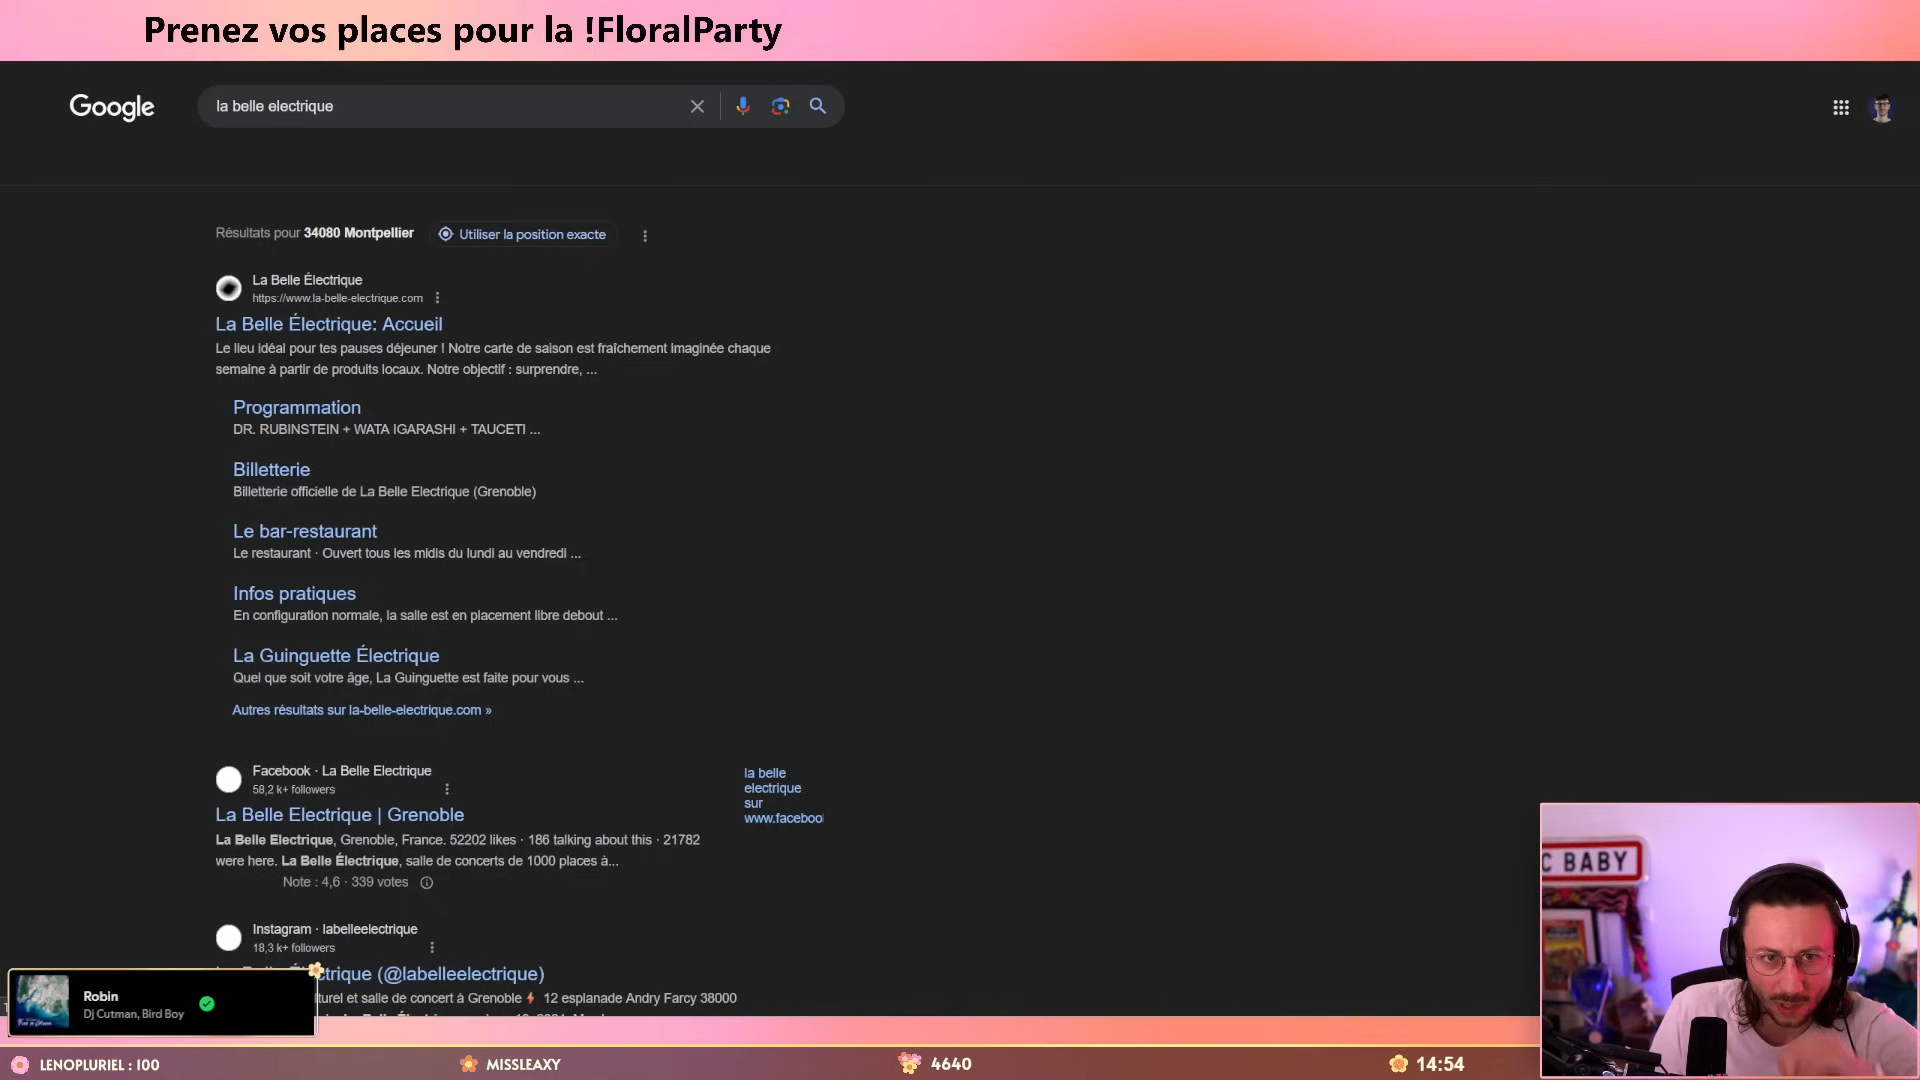 Prenez vos places pour la !FloralParty
Google
la belle electrique
Résultats pour 34080 Montpellier
Utiliser la position exacte
La Belle Électrique
https://www.la-belle-electrique.com
La Belle Électrique: Accueil
Le lieu idéal pour tes pauses déjeuner ! Notre carte de saison est fraîchement imaginée chaque
semaine à partir de produits locaux. Notre objectif : surprendre, ...
Programmation
DR. RUBINSTEIN + WATA IGARASHI + TAUCETI ...
Billetterie
Billetterie officielle de La Belle Electrique (Grenoble)
Le bar-restaurant
Le restaurant · Ouvert tous les midis du lundi au vendredi ...
Infos pratiques
En configuration normale, la salle est en placement libre debout ...
La Guinguette Électrique
Quel que soit votre âge, La Guinguette est faite pour vous ...
Autres résultats sur la-belle-electrique.com »
Facebook · La Belle Electrique
58,2 k+ followers
La Belle Electrique | Grenoble
La Belle Electrique, Grenoble, France. 52202 likes · 186 talking about this · 21782
were here. La Belle Électrique, salle de concerts de 1000 places à...
Note : 4,6 · 339 votes
la belle
electrique
sur
www.facebool
Instagram · labelleelectrique
18,3 k+ followers
trique (@labelleelectrique)
turel et salle de concert à Grenoble ⚡ 12 esplanade Andry Farcy 38000
Robin
Dj Cutman, Bird Boy
C BABY
LENOPLURIEL : 100
MISSLEAXY
4640
14:54